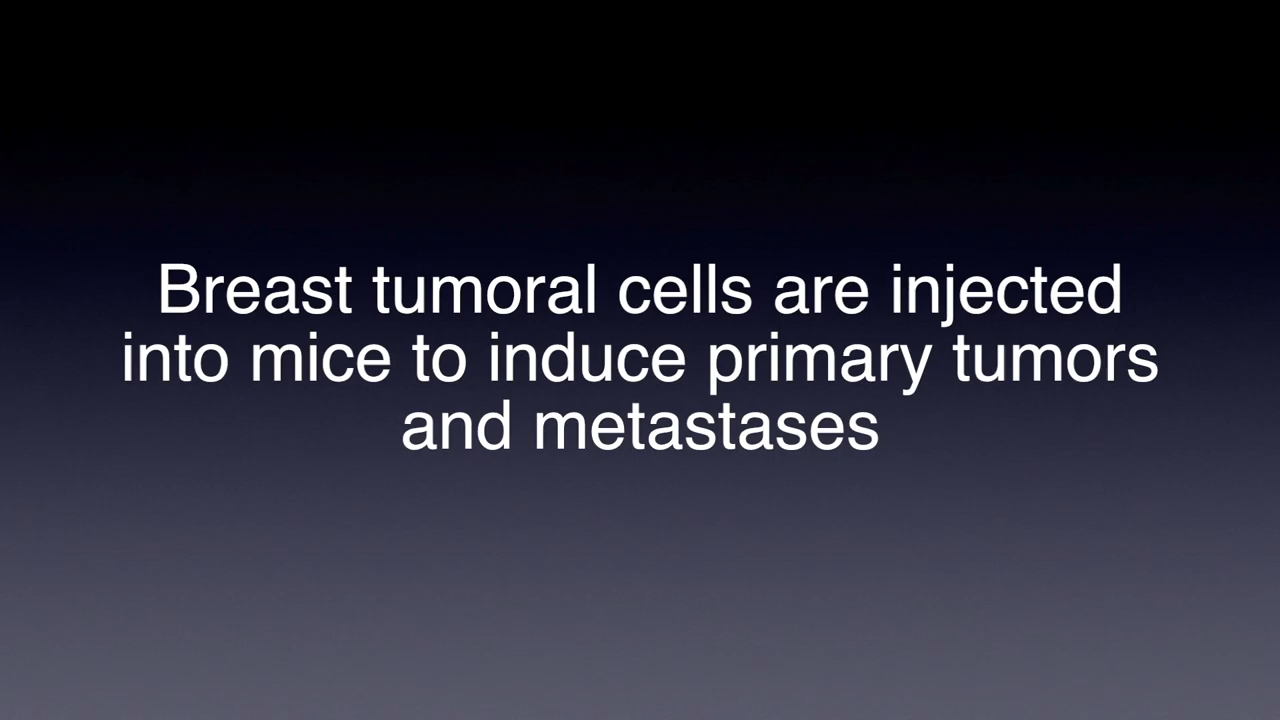 Breast tumoral cells are injected
into mice to induce primary tumors
and metastases